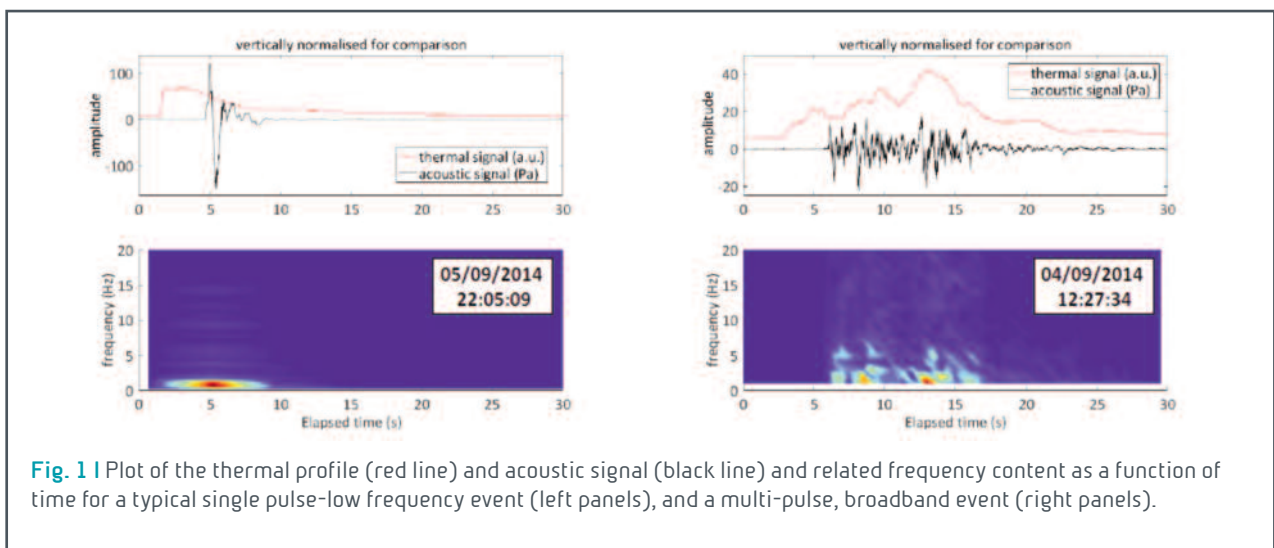 vertically normalised for comparison
amplitude
100
0
-100
thermal signal (a.u.)
acoustic signal (Pa)
0 5 10 15 20 25 30
frequency (Hz)
20
15
10
5
0
05/09/2014
22:05:09
0 5 10 15 20 25 30
Elapsed time (s)
vertically normalised for comparison
amplitude
40
20
0
-20
thermal signal (a.u.)
acoustic signal (Pa)
0 5 10 15 20 25 30
frequency (Hz)
20
15
10
5
0
04/09/2014
12:27:34
0 5 10 15 20 25 30
Elapsed time (s)
Fig. 1 | Plot of the thermal profile (red line) and acoustic signal (black line) and related frequency content as a function of
time for a typical single pulse-low frequency event (left panels), and a multi-pulse, broadband event (right panels).